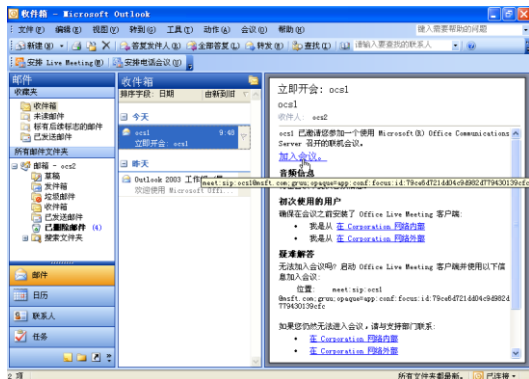 收件箱 - Microsoft Outlook
文件(F) 编辑(E) 视图(V) 转到(G) 工具(T) 动作(A) 会议(O) 帮助(H) 键入需要帮助的问题
新建(N) 答复发件人(R) 全部答复(L) 转发(W) 查找(I) 请输入要查找的联系人
安排 Live Meeting(M) 安排电话会议(U)
邮件
收藏夹
收件箱
未读邮件
标有后续标志的邮件
已发送邮件
所有邮件文件夹
邮箱 - ocs2
草稿
发件箱
垃圾邮件
收件箱
已发送邮件
已删除邮件 (4)
搜索文件夹
邮件
日历
联系人
任务
2 项
收件箱
排序字段: 日期 由新到旧
今天
ocs1 9:48
立即开会: ocs1
昨天
Outlook 2003 工作
欢迎使用 Microsoft Offi...
立即开会: ocs1
ocs1
收件人: ocs2
ocs1 已邀请您参加一个使用 Microsoft(R) Office Communications
Server 召开的联机会议。
加入会议。
音频信息
meet:sip:ocs1@msft.com;gruu;opaque=app:conf:focus:id:79ce6d721dd04c9d982d779430139cfc
初次使用的用户
确保在会议之前安装了 Office Live Meeting 客户端:
• 我是从 在 Corporation 网络内部
• 我是从 在 Corporation 网络外部
疑难解答
无法加入会议吗? 启动 Office Live Meeting 客户端并使用以下信
息加入会议:
位置: meet:sip:ocs1
@msft.com;gruu;opaque=app:conf:focus:id:79ce6d721dd04c9d982d
779430139cfc
如果您仍然无法进入会议，请与支持部门联系:
• 在 Corporation 网络内部
• 在 Corporation 网络外部
所有文件夹都是最新。 已连接